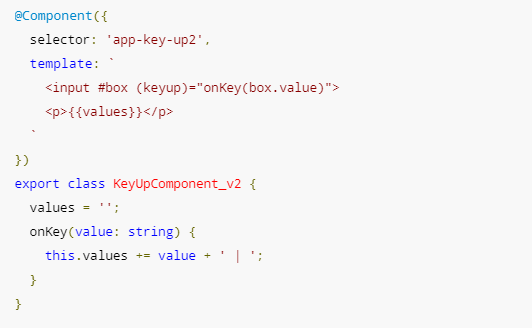 @Component({
  selector: 'app-key-up2',
  template: `
    <input #box (keyup)="onKey(box.value)">
    <p>{{values}}</p>
  `
})
export class KeyUpComponent_v2 {
  values = '';
  onKey(value: string) {
    this.values += value + ' | ';
  }
}